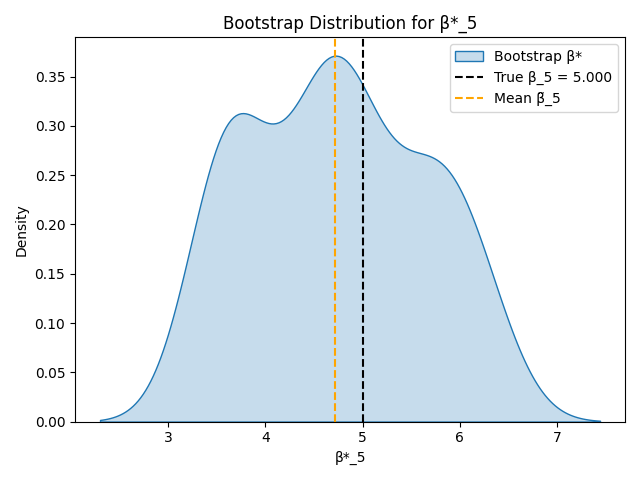 Bootstrap Distribution for β*_5
Bootstrap β*
True β_5 = 5.000
Mean β̂_5
Density
0.35
0.30
0.25
0.20
0.15
0.10
0.05
0.00
3 4 5 6 7
β*_5